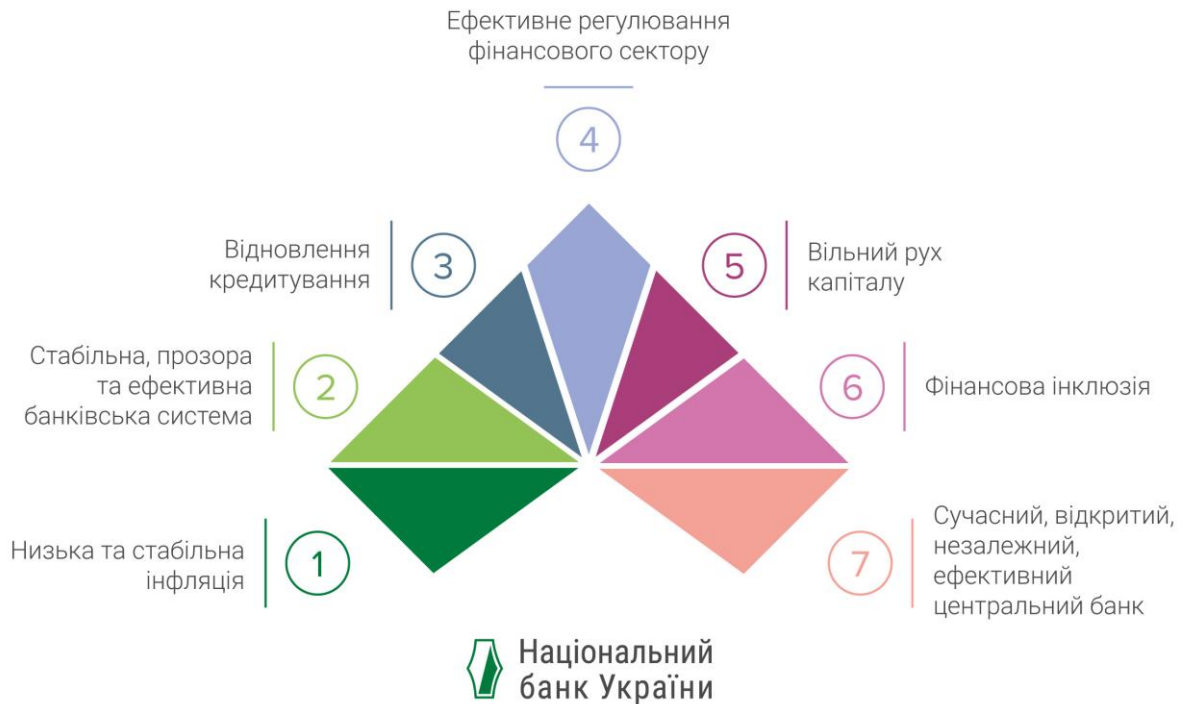 Ефективне регулювання
фінансового сектору
4
Відновлення
кредитування
3
5
Вільний рух
капіталу
Стабільна, прозора
та ефективна
банківська система
2
6
Фінансова інклюзія
Низька та стабільна
інфляція
1
7
Сучасний, відкритий,
незалежний,
ефективний
центральний банк
Національний
банк України